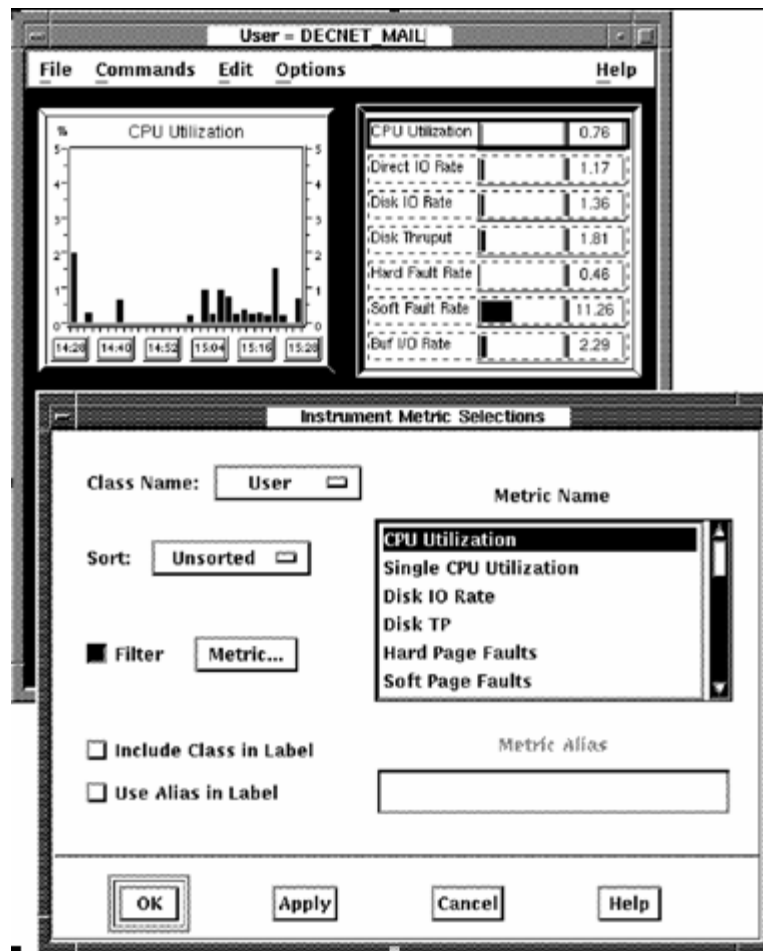 User = DECNET_MAIL
File Commands Edit Options Help
% CPU Utilization
5 5
4 4
3 3
2 2
1 1
0 0
14:28 14:40 14:52 15:04 15:16 15:28
CPU Utilization 0.76
Direct IO Rate 1.17
Disk IO Rate 1.36
Disk Thruput 1.81
Hard Fault Rate 0.46
Soft Fault Rate 11.26
Buf I/O Rate 2.29
Instrument Metric Selections
Class Name: User
Sort: Unsorted
Filter Metric...
Include Class in Label
Use Alias in Label
Metric Name
CPU Utilization
Single CPU Utilization
Disk IO Rate
Disk TP
Hard Page Faults
Soft Page Faults
Metric Alias
OK Apply Cancel Help